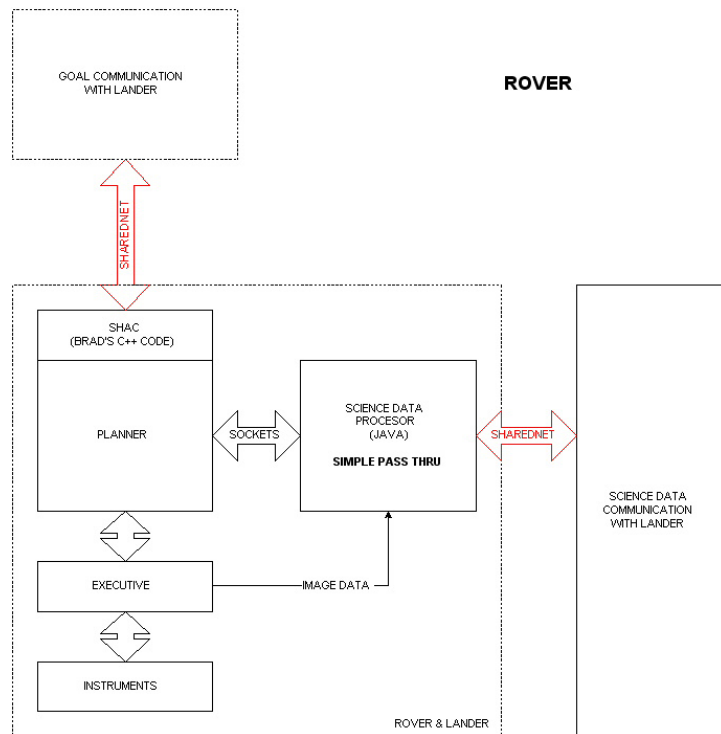 GOAL COMMUNICATION
WITH LANDER
ROVER
SHAREDNET
SHAC
(BRAD'S C++ CODE)
PLANNER
SOCKETS
SCIENCE DATA
PROCESOR
(JAVA)
SIMPLE PASS THRU
SHAREDNET
SCIENCE DATA
COMMUNICATION
WITH LANDER
EXECUTIVE
IMAGE DATA
INSTRUMENTS
ROVER & LANDER